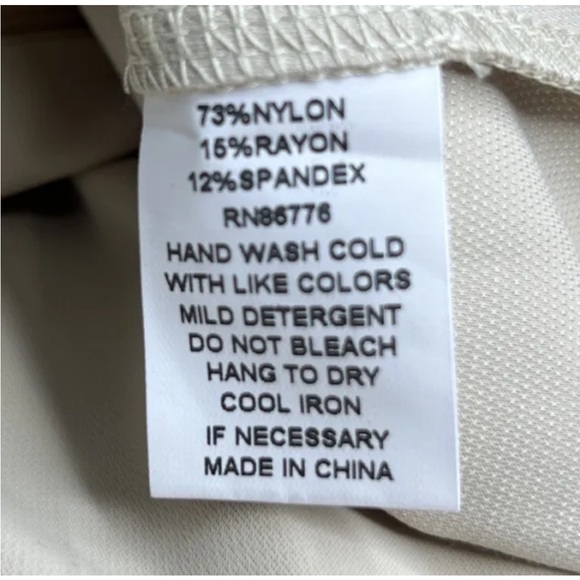 73%NYLON
15%RAYON
12%SPANDEX
RN86776
HAND WASH COLD
WITH LIKE COLORS
MILD DETERGENT
DO NOT BLEACH
HANG TO DRY
COOL IRON
IF NECESSARY
MADE IN CHINA